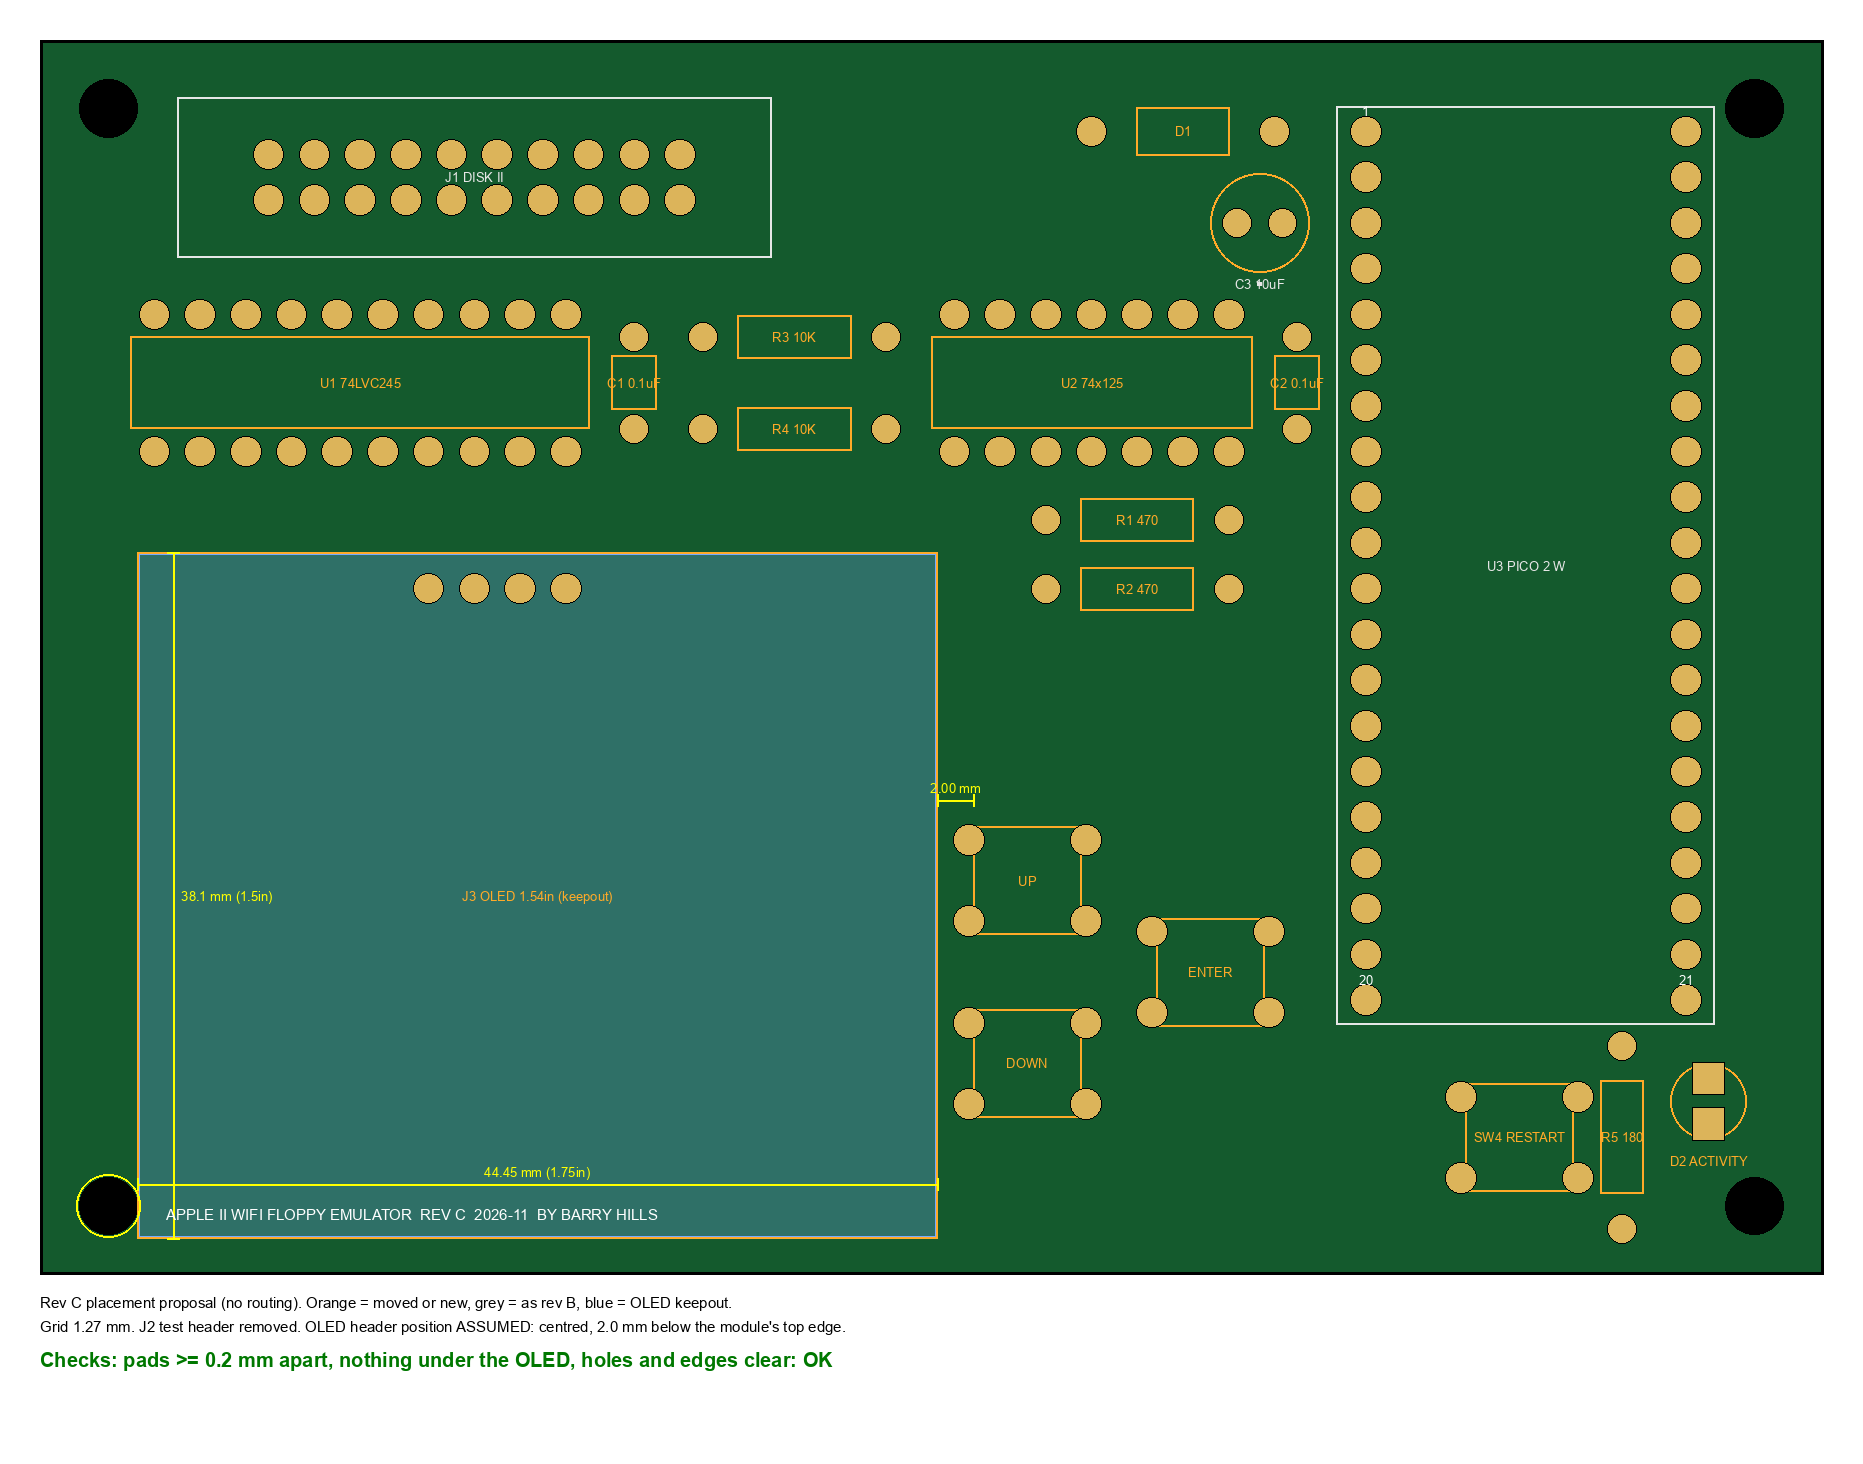 1
D1
J1 DISK II
C3 10uF
R3 10K
U1 74LVC245
C1 0.1uF
U2 74x125
C2 0.1uF
R4 10K
R1 470
U3 PICO 2 W
R2 470
2.00 mm
UP
38.1 mm (1.5in)
J3 OLED 1.54in (keepout)
ENTER
20
21
DOWN
SW4 RESTART
R5 180
D2 ACTIVITY
44.45 mm (1.75in)
APPLE II WIFI FLOPPY EMULATOR REV C 2026-11 BY BARRY HILLS
Rev C placement proposal (no routing). Orange = moved or new, grey = as rev B, blue = OLED keepout.
Grid 1.27 mm. J2 test header removed. OLED header position ASSUMED: centred, 2.0 mm below the module's top edge.
Checks: pads >= 0.2 mm apart, nothing under the OLED, holes and edges clear: OK